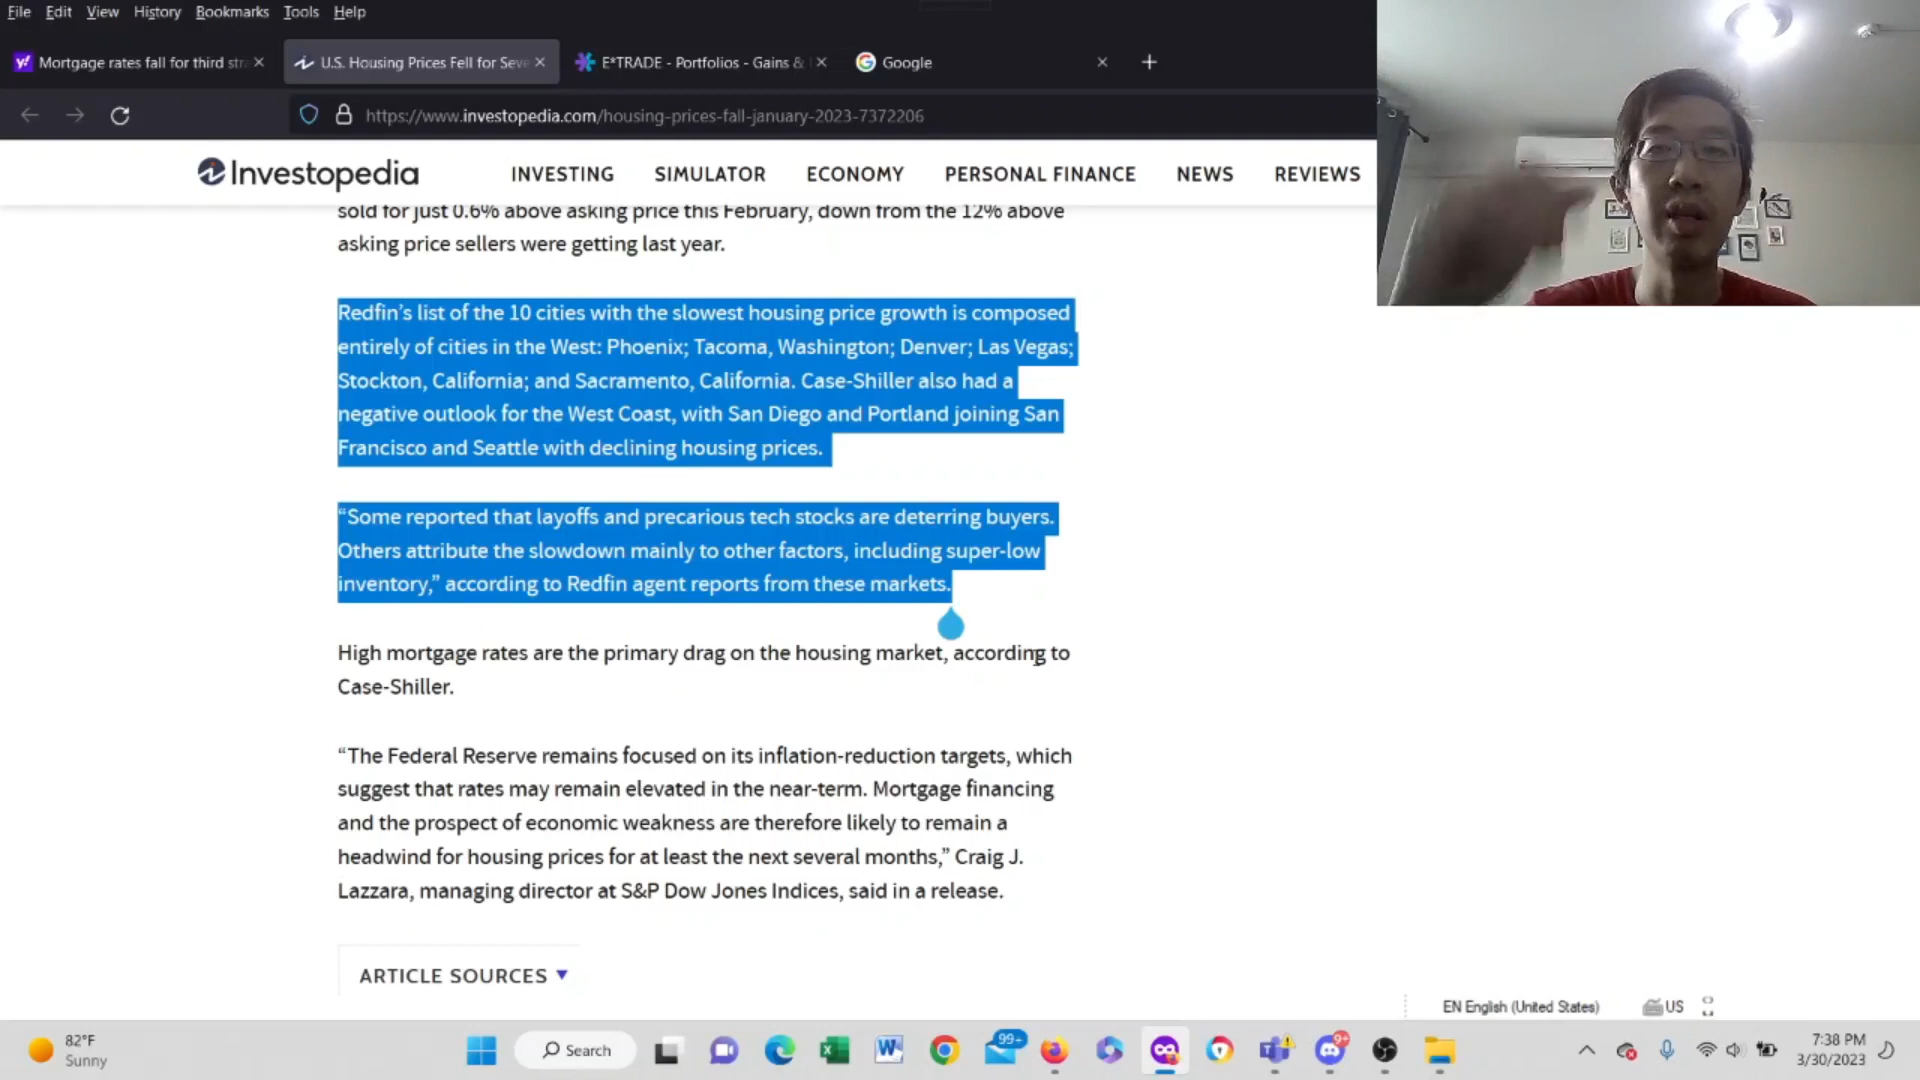 File Edit View History Bookmarks Tools Help
Mortgage rates fall for third str
U.S. Housing Prices Fell for Seve
E*TRADE - Portfolios - Gains &
Google
https://www.investopedia.com/housing-prices-fall-january-2023-7372206
Investopedia INVESTING SIMULATOR ECONOMY PERSONAL FINANCE NEWS REVIEWS
sold for just 0.6% above asking price this February, down from the 12% above
asking price sellers were getting last year.
Redfin’s list of the 10 cities with the slowest housing price growth is composed
entirely of cities in the West: Phoenix; Tacoma, Washington; Denver; Las Vegas;
Stockton, California; and Sacramento, California. Case-Shiller also had a
negative outlook for the West Coast, with San Diego and Portland joining San
Francisco and Seattle with declining housing prices.
“Some reported that layoffs and precarious tech stocks are deterring buyers.
Others attribute the slowdown mainly to other factors, including super-low
inventory,” according to Redfin agent reports from these markets.
High mortgage rates are the primary drag on the housing market, according to
Case-Shiller.
“The Federal Reserve remains focused on its inflation-reduction targets, which
suggest that rates may remain elevated in the near-term. Mortgage financing
and the prospect of economic weakness are therefore likely to remain a
headwind for housing prices for at least the next several months,” Craig J.
Lazzara, managing director at S&P Dow Jones Indices, said in a release.
ARTICLE SOURCES
EN English (United States) US
82°F
Sunny
Search
99+
9+
7:38 PM
3/30/2023